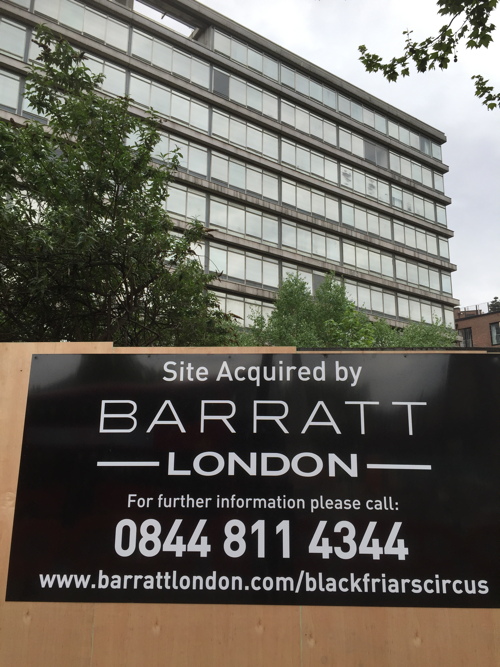 Site Acquired by
BARRATT
LONDON
For further information please call:
0844 811 4344
www.barrattlondon.com/blackfriarscircus